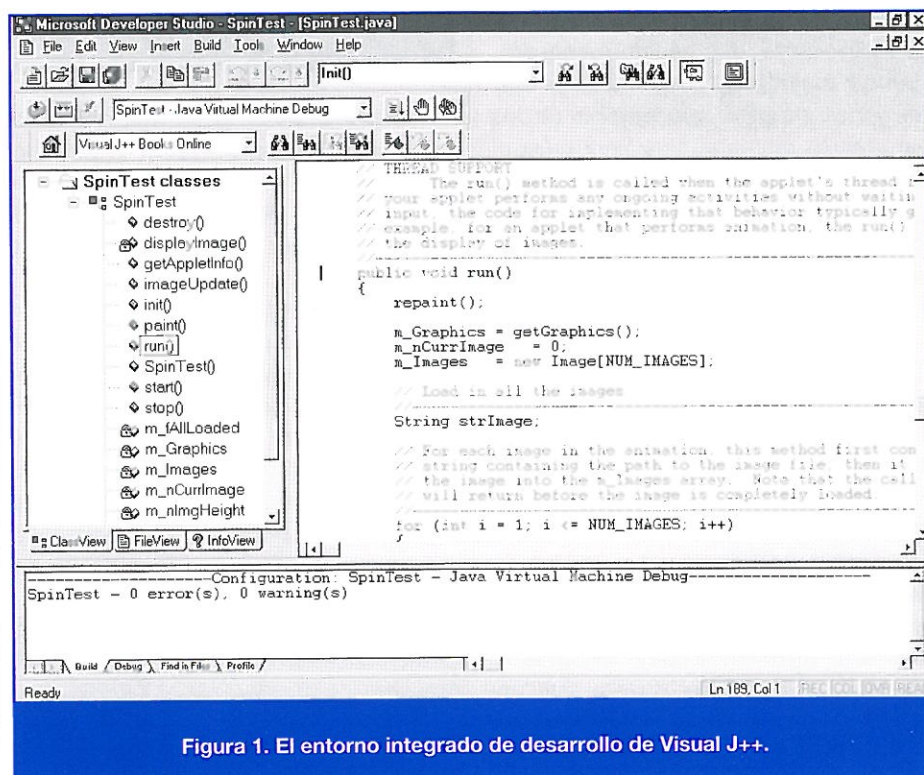 Microsoft Developer Studio - SpinTest - [SpinTest.java]
File Edit View Insert Build Tools Window Help
Init()
SpinTest - Java Virtual Machine Debug
Visual J++ Books Online
SpinTest classes
SpinTest
destroy()
displayImage()
getAppletInfo()
imageUpdate()
init()
paint()
run()
SpinTest()
start()
stop()
m_fAllLoaded
m_Graphics
m_Images
m_nCurrImage
m_nImgHeight
ClassView FileView InfoView
// THREAD SUPPORT
// The run() method is called when the applet's thread
// your applet performs any ongoing activities without waitin
// input, the code for implementing that behavior typically g
// example, for an applet that performs animation, the run()
// the display of images.
//----------------------------------------------------------
public void run()
{
repaint();
m_Graphics = getGraphics();
m_nCurrImage = 0;
m_Images = new Image[NUM_IMAGES];
// Load in all the images
//----------------------------------------------------------
String strImage;
// For each image in the animation, this method first con
// string containing the path to the image file, then it
// the image into the m_Images array. Note that the call
// will return before the image is completely loaded.
//----------------------------------------------------------
for (int i = 1; i <= NUM_IMAGES; i++)
{
--------------------Configuration: SpinTest - Java Virtual Machine Debug--------------------
SpinTest - 0 error(s), 0 warning(s)
Build Debug Find in Files Profile
Ready
Ln 189, Col 1 REC COL OVR READ
Figura 1. El entorno integrado de desarrollo de Visual J++.